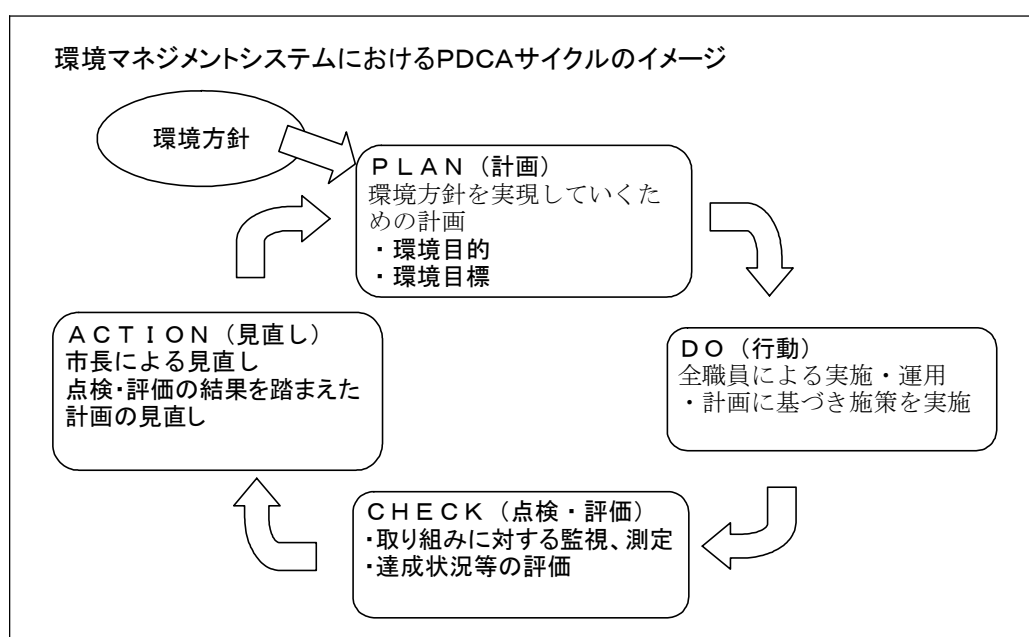 環境マネジメントシステムにおけるPDCAサイクルのイメージ
環境方針
ＰＬＡＮ（計画）
環境方針を実現していくた
めの計画
・環境目的
・環境目標
ＤＯ（行動）
全職員による実施・運用
・計画に基づき施策を実施
ＣＨＥＣＫ（点検・評価）
・取り組みに対する監視、測定
・達成状況等の評価
ＡＣＴＩＯＮ（見直し）
市長による見直し
点検・評価の結果を踏まえた
計画の見直し